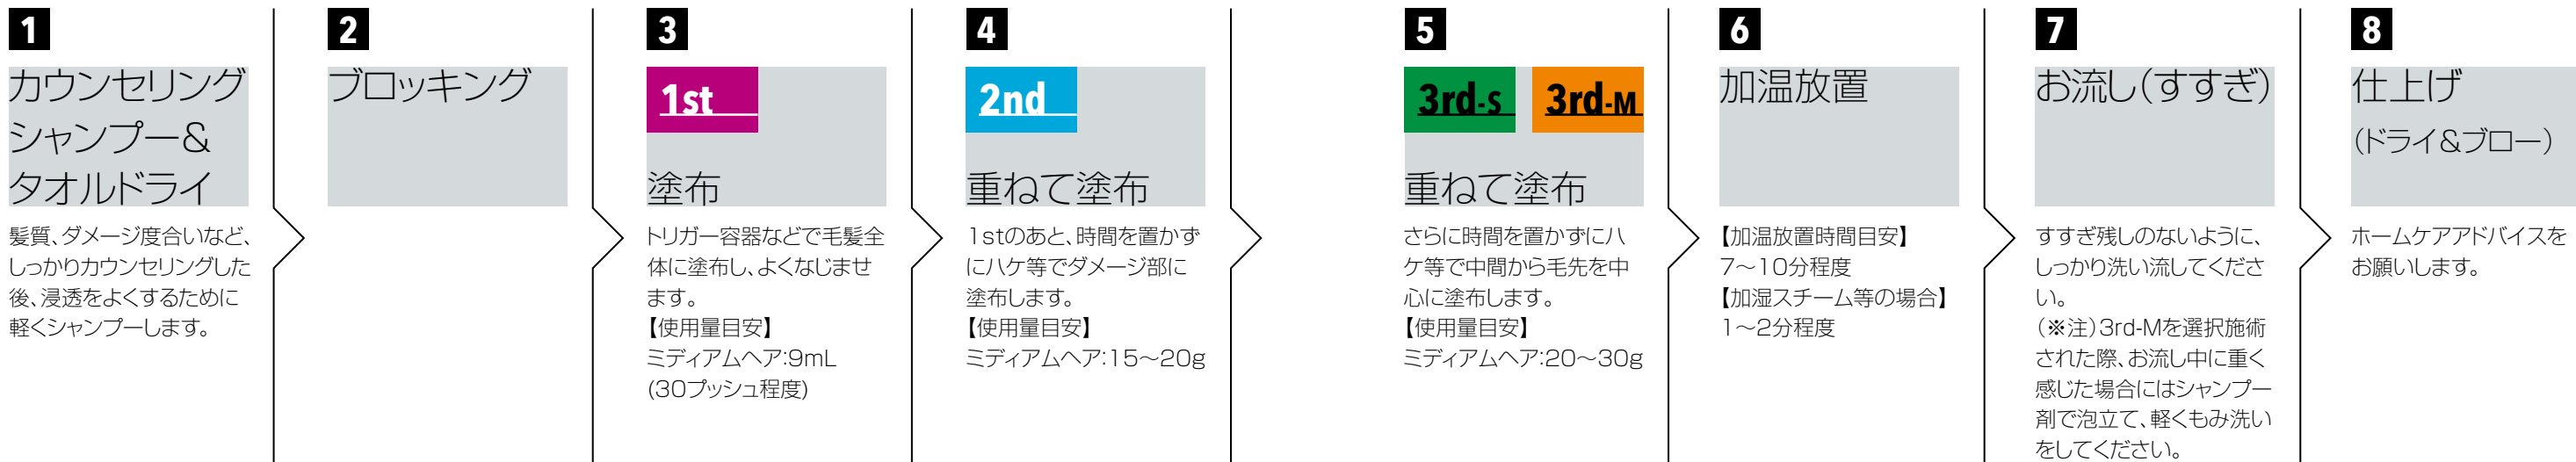 1
カウンセリング
シャンプー&
タオルドライ
髪質、ダメージ度合いなど、
しっかりカウンセリングした
後、浸透をよくするために
軽くシャンプーします。
2
ブロッキング
3
1st
塗布
トリガー容器などで毛髪全
体に塗布し、よくなじませ
ます。
【使用量目安】
ミディアムヘア:9mL
(30プッシュ程度)
4
2nd
重ねて塗布
1stのあと、時間を置かず
にハケ等でダメージ部に
塗布します。
【使用量目安】
ミディアムヘア:15〜20g
5
3rd-S 3rd-M
重ねて塗布
さらに時間を置かずにハ
ケ等で中間から毛先を中
心に塗布します。
【使用量目安】
ミディアムヘア:20〜30g
6
加温放置
【加温放置時間目安】
7〜10分程度
【加湿スチーム等の場合】
1〜2分程度
7
お流し(すすぎ)
すすぎ残しのないように、
しっかり洗い流してくださ
い。
(※注)3rd-Mを選択施術
された際、お流し中に重く
感じた場合にはシャンプー
剤で泡立て、軽くもみ洗い
をしてください。
8
仕上げ
(ドライ&ブロー)
ホームケアアドバイスを
お願いします。